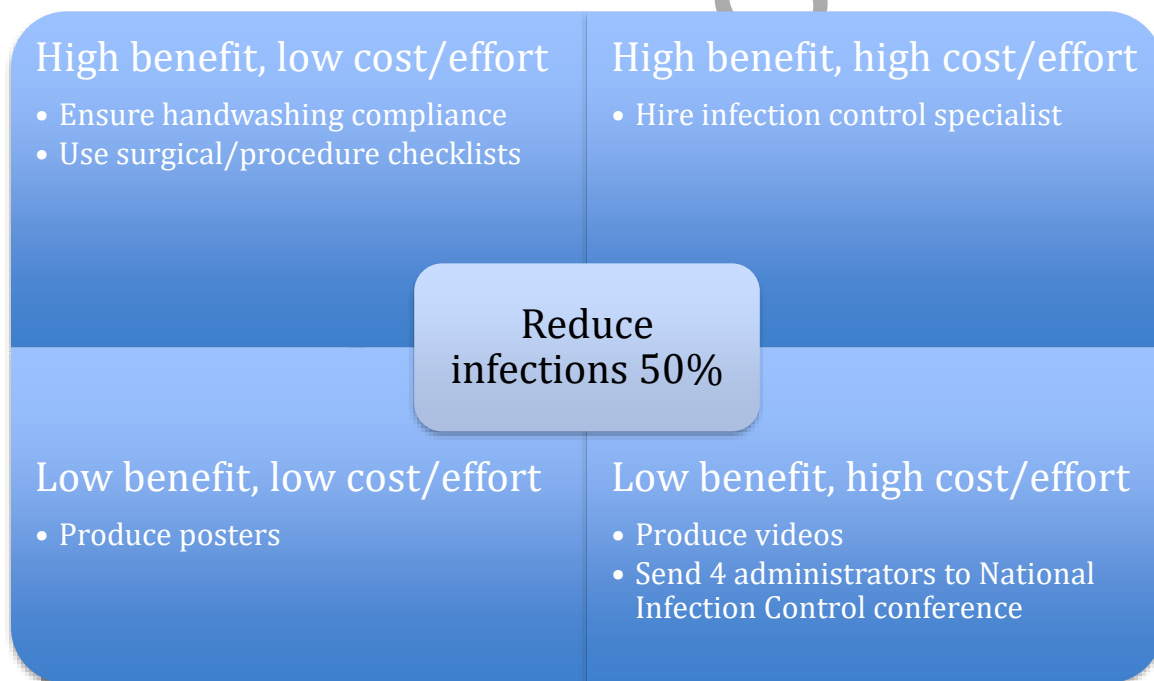 High benefit, low cost/effort
• Ensure handwashing compliance
• Use surgical/procedure checklists
High benefit, high cost/effort
• Hire infection control specialist
Reduce
infections 50%
Low benefit, low cost/effort
• Produce posters
Low benefit, high cost/effort
• Produce videos
• Send 4 administrators to National
Infection Control conference